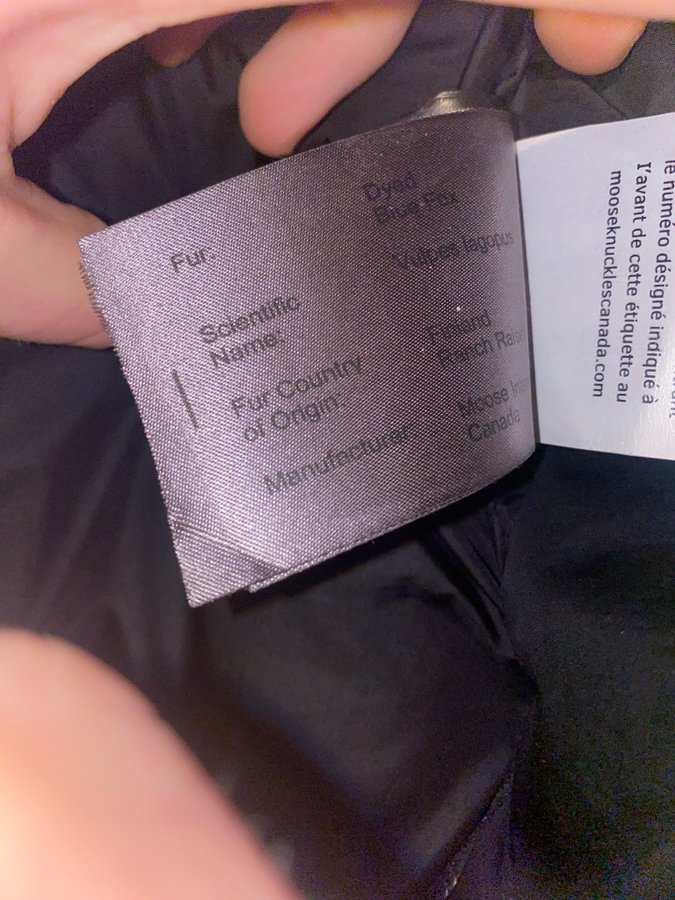 Fur:
Dyed
Blue Fox
Scientific
Name:
Vulpes lagopus
Fur Country
of Origin:
Finland
Ranch
Manufacturer:
Moose
Canada
le numéro désigné indiqué à
l'avant de cette étiquette au
mooseknucklescanada.com